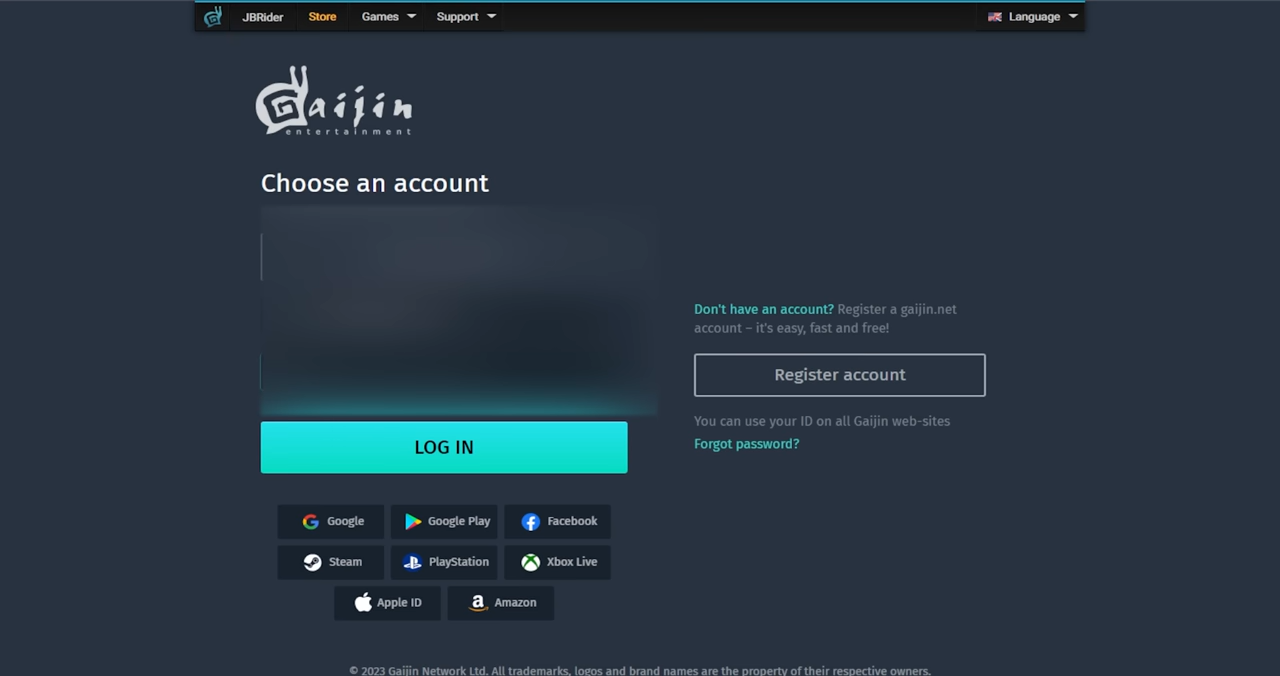 JBRider Store Games Support Language
Gaijin
entertainment
Choose an account
Don't have an account? Register a gaijin.net
account – it's easy, fast and free!
Register account
You can use your ID on all Gaijin web-sites
Forgot password?
LOG IN
Google Google Play Facebook
Steam PlayStation Xbox Live
Apple ID Amazon
© 2023 Gaijin Network Ltd. All trademarks, logos and brand names are the property of their respective owners.